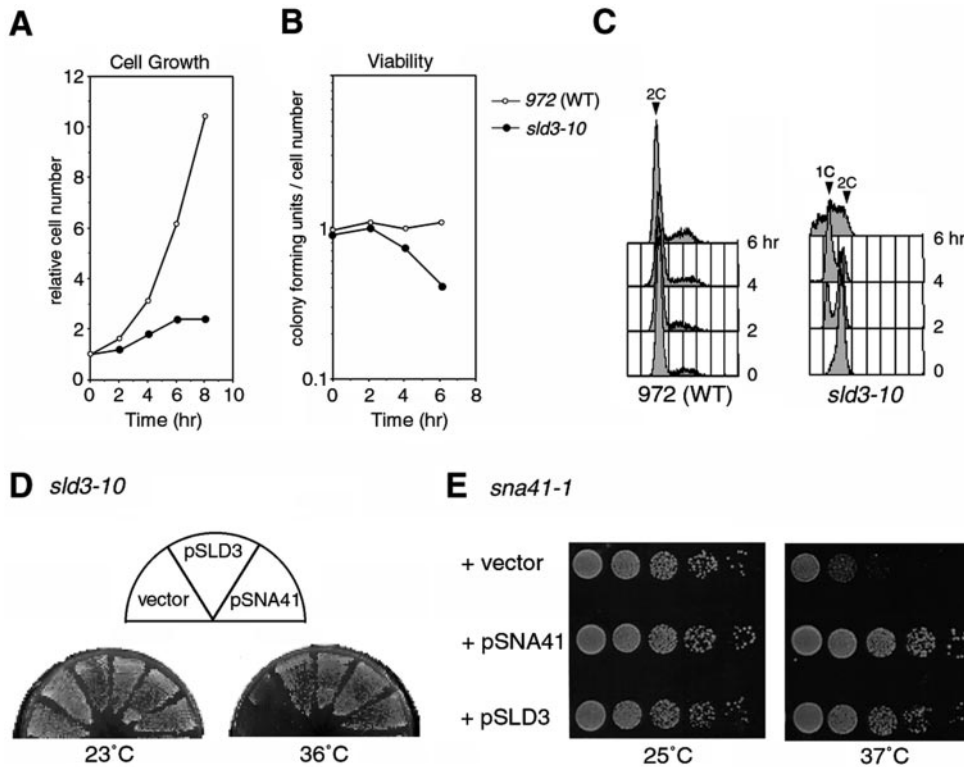 A
Cell Growth
relative cell number
12
10
8
6
4
2
0
0 2 4 6 8 10
Time (hr)
B
Viability
colony forming units / cell number
1
0.1
0 2 4 6 8
Time (hr)
972 (WT)
sld3-10
C
2C
6 hr
4
2
0
972 (WT)
1C
2C
6 hr
4
2
0
sld3-10
D sld3-10
vector
pSLD3
pSNA41
23°C
36°C
E sna41-1
+ vector
+ pSNA41
+ pSLD3
25°C
37°C